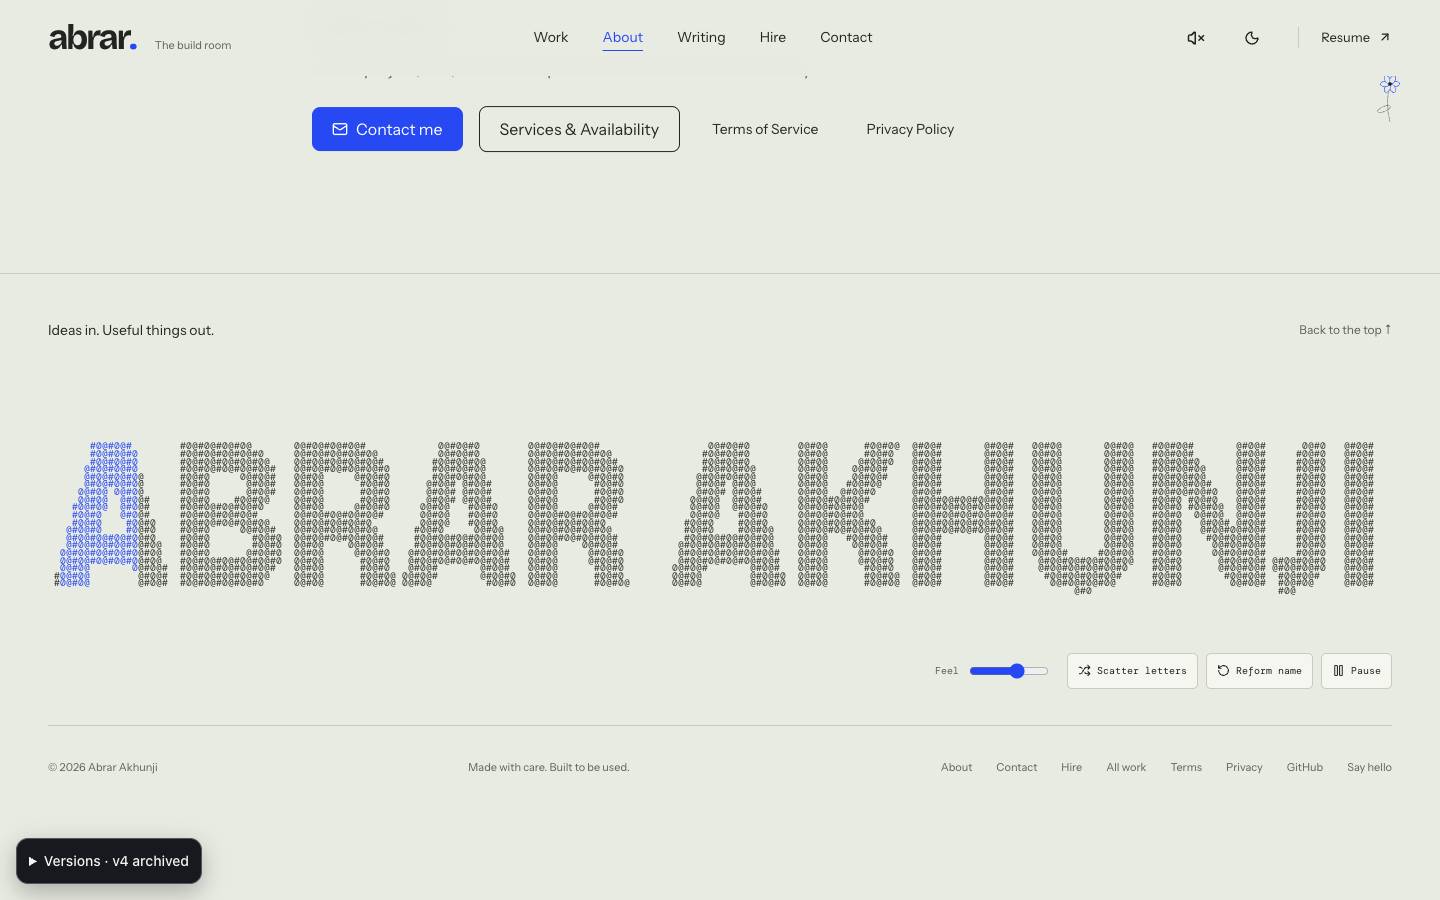 abrar.
The build room
Work
About
Writing
Hire
Contact
Resume
Contact me
Services & Availability
Terms of Service
Privacy Policy
Ideas in. Useful things out.
Back to the top ↑
ABRAR AKHUNJI
Feel
Scatter letters
Reform name
Pause
© 2026 Abrar Akhunji
Made with care. Built to be used.
About
Contact
Hire
All work
Terms
Privacy
GitHub
Say hello
Versions · v4 archived